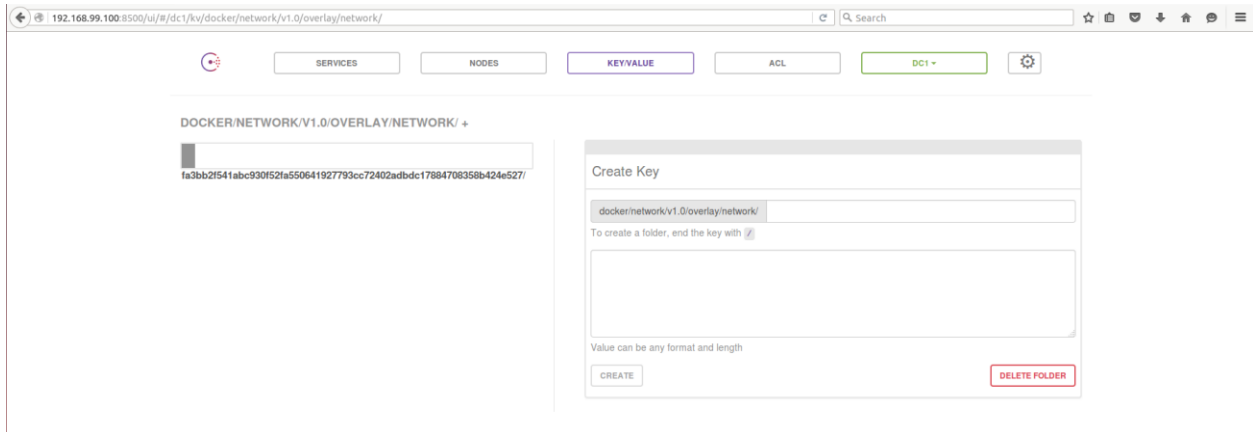 192.168.99.100:8500/ui/#/dc1/kv/docker/network/v1.0/overlay/network/
Search
SERVICES
NODES
KEY/VALUE
ACL
DC1
DOCKER/NETWORK/V1.0/OVERLAY/NETWORK/ +
fa3bb2f541abc930f52fa550641927793cc72402adbdc17884708358b424e527/
Create Key
docker/network/v1.0/overlay/network/
To create a folder, end the key with /
Value can be any format and length
CREATE
DELETE FOLDER